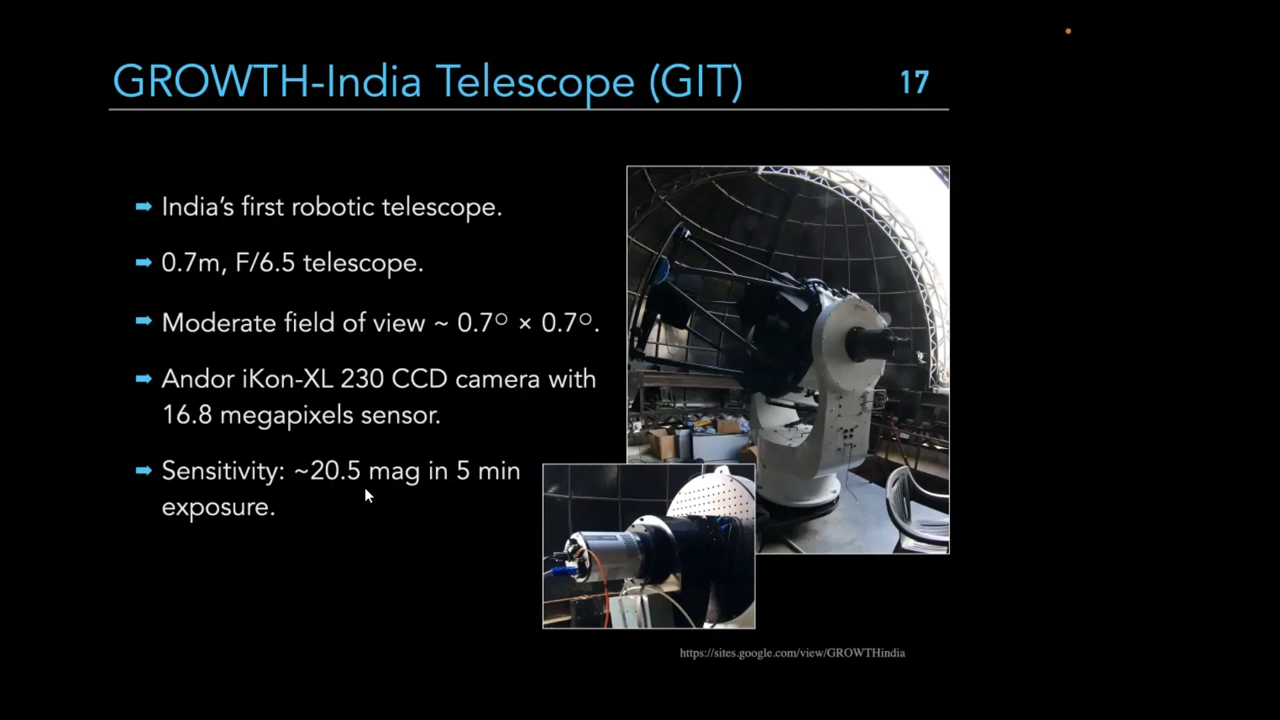 GROWTH-India Telescope (GIT)
17
➡ India’s first robotic telescope.
➡ 0.7m, F/6.5 telescope.
➡ Moderate field of view ~ 0.7○ × 0.7○.
➡ Andor iKon-XL 230 CCD camera with
16.8 megapixels sensor.
➡ Sensitivity: ~20.5 mag in 5 min
exposure.
https://sites.google.com/view/GROWTHindia